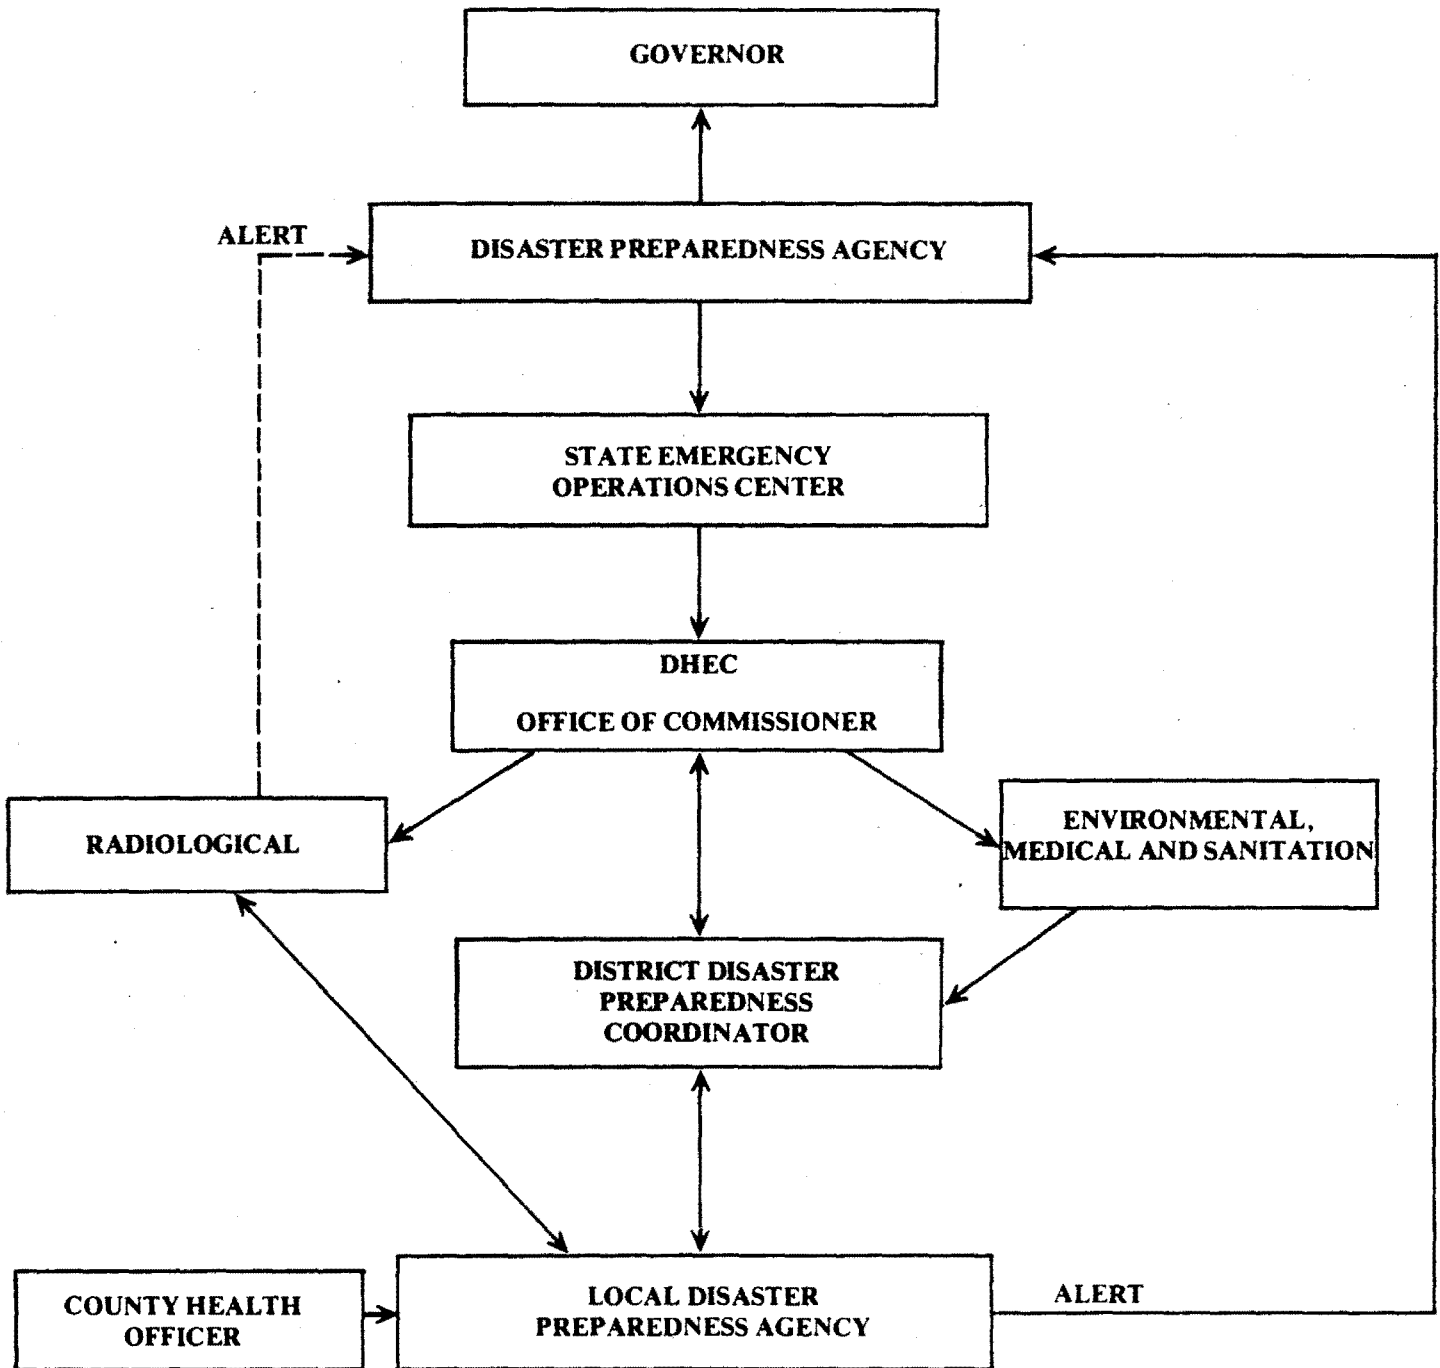 GOVERNOR
ALERT
DISASTER PREPAREDNESS AGENCY
STATE EMERGENCY
OPERATIONS CENTER
DHEC
OFFICE OF COMMISSIONER
RADIOLOGICAL
ENVIRONMENTAL,
MEDICAL AND SANITATION
DISTRICT DISASTER
PREPAREDNESS
COORDINATOR
COUNTY HEALTH
OFFICER
LOCAL DISASTER
PREPAREDNESS AGENCY
ALERT